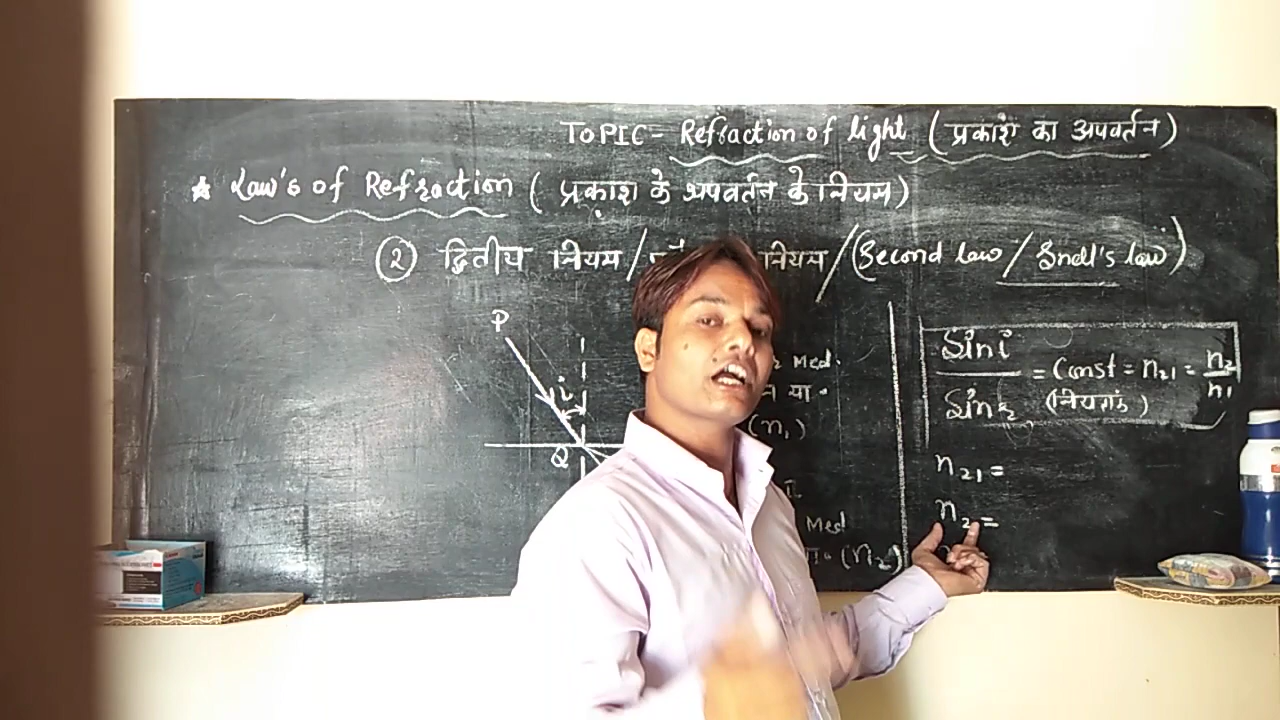 TOPIC- Refraction of light (प्रकाश का अपवर्तन)
★ Law's of Refraction (प्रकाश के अपवर्तन के नियम)
② द्वितीय नियम/ नियम/(Second law/Snell's law)
P
i
Q
Med.
या
(n₁)
Med
(n₂)
Sin i
Sin r
= Const = n₂₁ = n₂/n₁
(नियतांक)
n₂₁=
n₂=